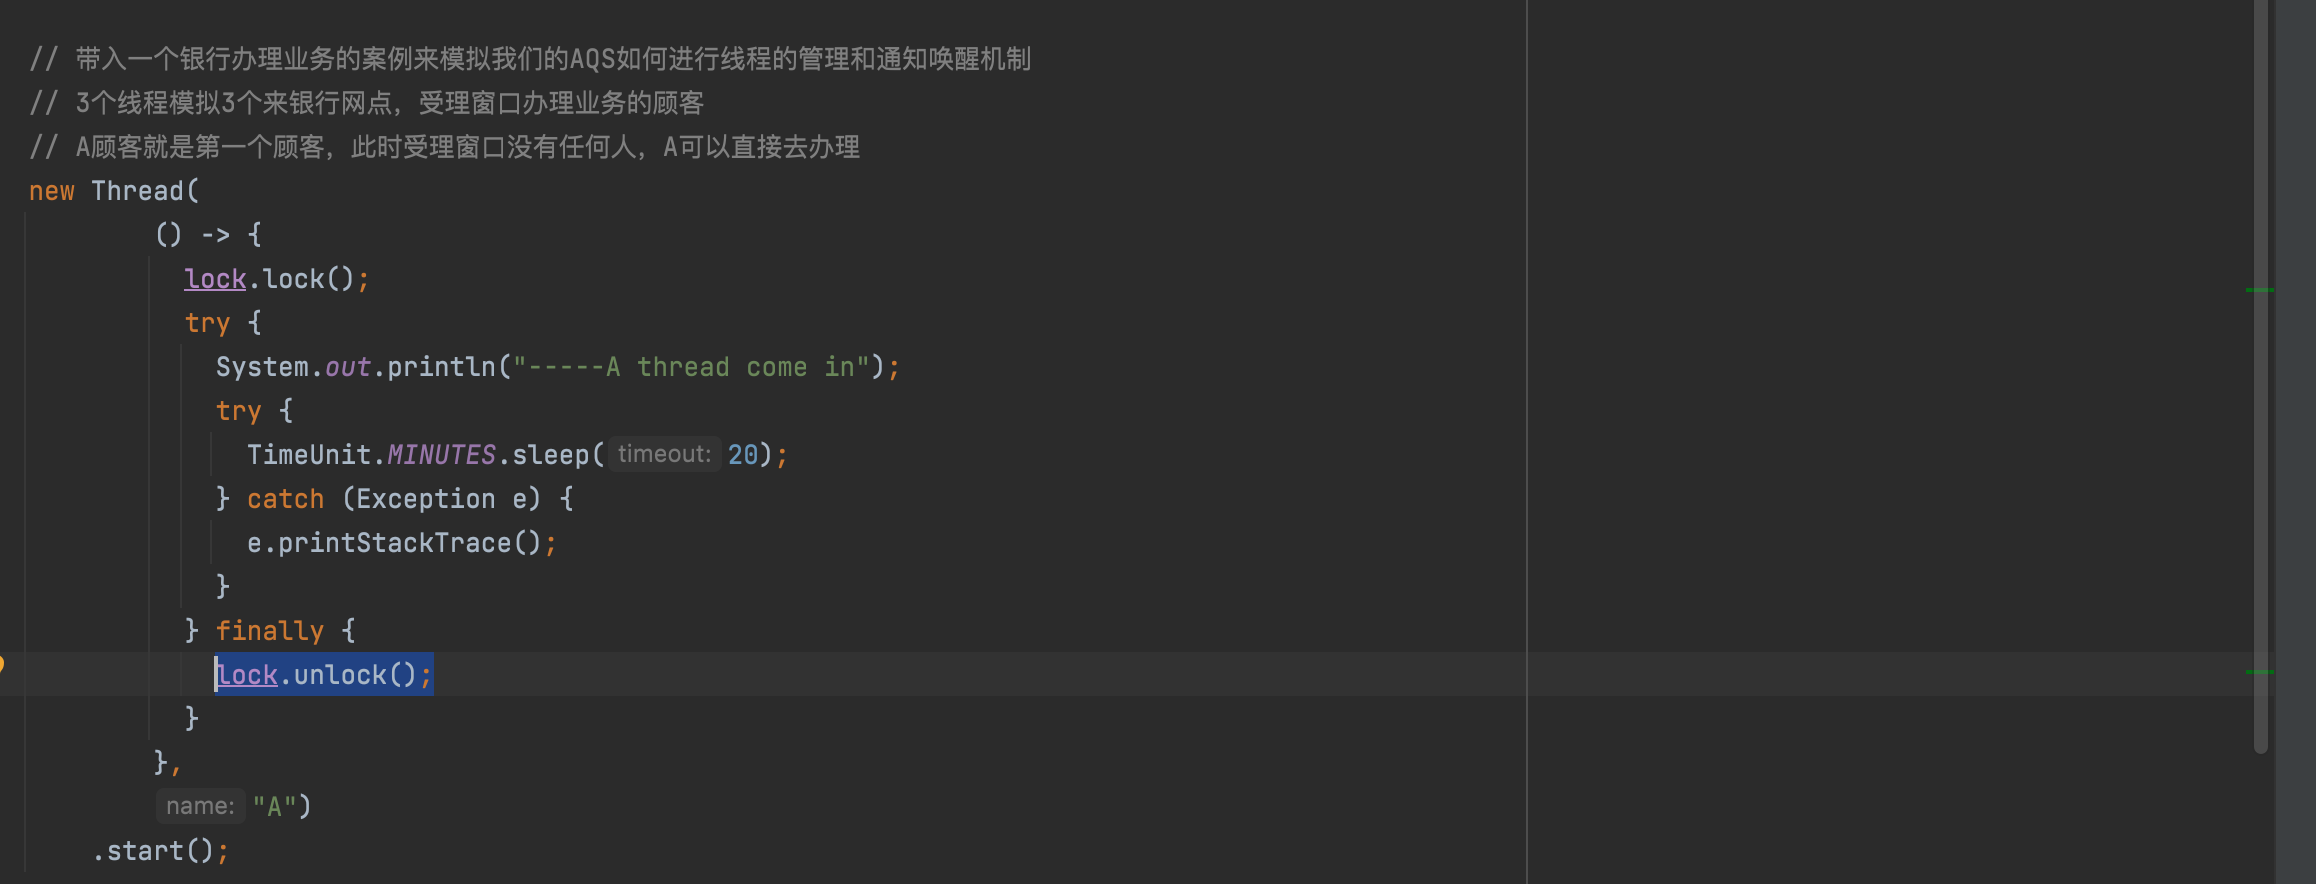 // 带入一个银行办理业务的案例来模拟我们的AQS如何进行线程的管理和通知唤醒机制
// 3个线程模拟3个来银行网点，受理窗口办理业务的顾客
// A顾客就是第一个顾客，此时受理窗口没有任何人，A可以直接去办理
new Thread(
() -> {
lock.lock();
try {
System.out.println("-----A thread come in");
try {
TimeUnit.MINUTES.sleep( timeout: 20);
} catch (Exception e) {
e.printStackTrace();
}
} finally {
lock.unlock();
}
},
name: "A")
.start();